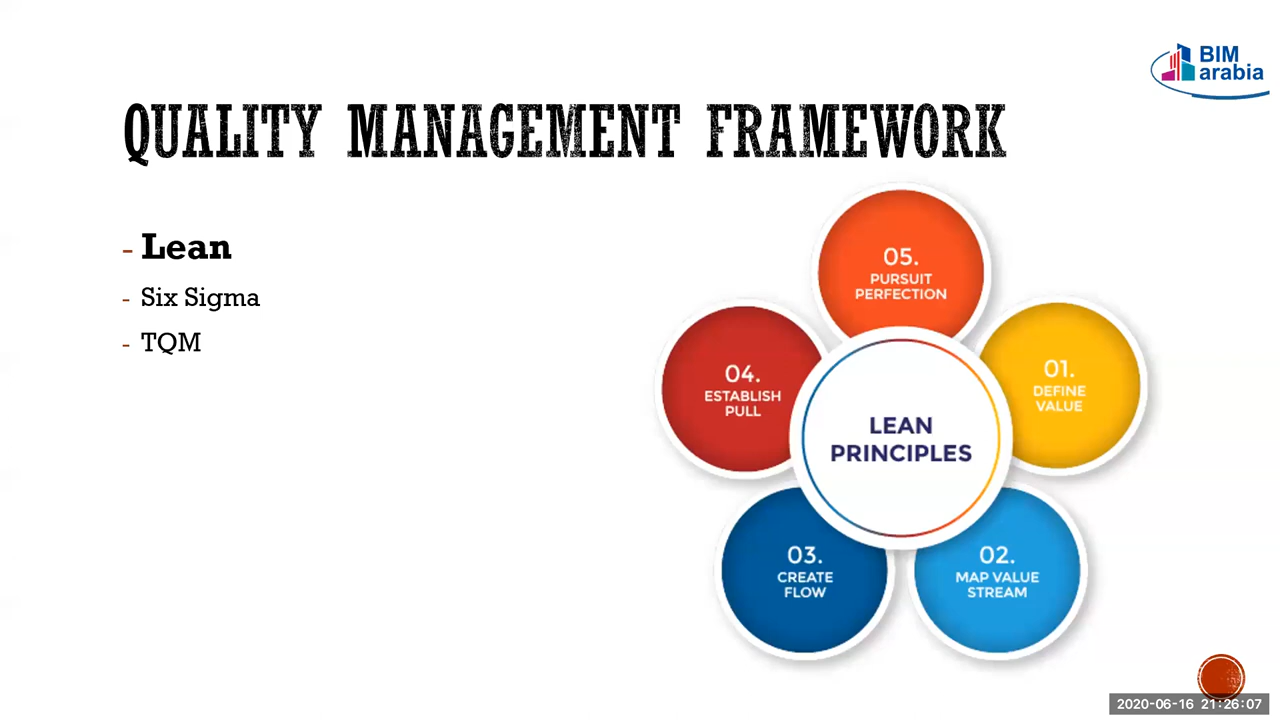 BIM
arabia
QUALITY MANAGEMENT FRAMEWORK
- Lean
- Six Sigma
- TQM
05.
PURSUIT
PERFECTION
01.
DEFINE
VALUE
02.
MAP VALUE
STREAM
03.
CREATE
FLOW
04.
ESTABLISH
PULL
LEAN
PRINCIPLES
2020-06-16 21:26:07